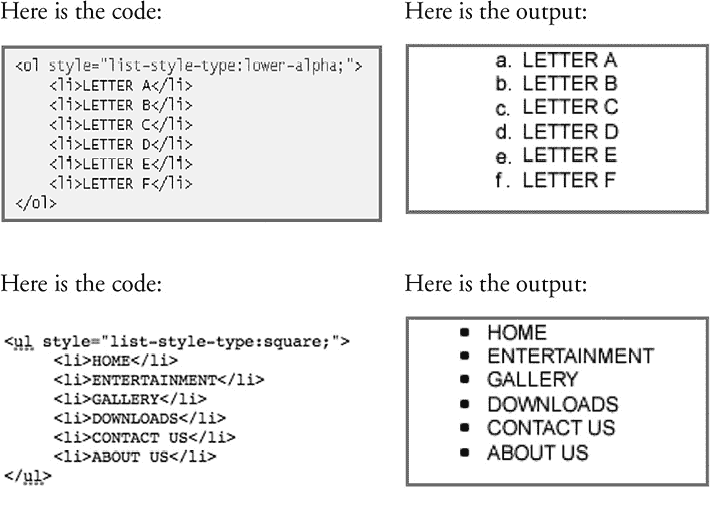 Here is the code:
<ol style="list-style-type:lower-alpha;">
<li>LETTER A</li>
<li>LETTER B</li>
<li>LETTER C</li>
<li>LETTER D</li>
<li>LETTER E</li>
<li>LETTER F</li>
</ol>
Here is the output:
a. LETTER A
b. LETTER B
c. LETTER C
d. LETTER D
e. LETTER E
f. LETTER F
Here is the code:
<ul style="list-style-type:square;">
<li>HOME</li>
<li>ENTERTAINMENT</li>
<li>GALLERY</li>
<li>DOWNLOADS</li>
<li>CONTACT US</li>
<li>ABOUT US</li>
</ul>
Here is the output:
▪ HOME
▪ ENTERTAINMENT
▪ GALLERY
▪ DOWNLOADS
▪ CONTACT US
▪ ABOUT US